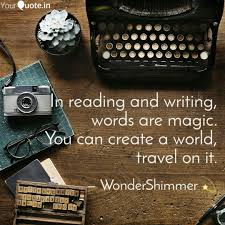 YourQuote.in
In reading and writing,
words are magic.
You can create a world,
travel on it.
WonderShimmer